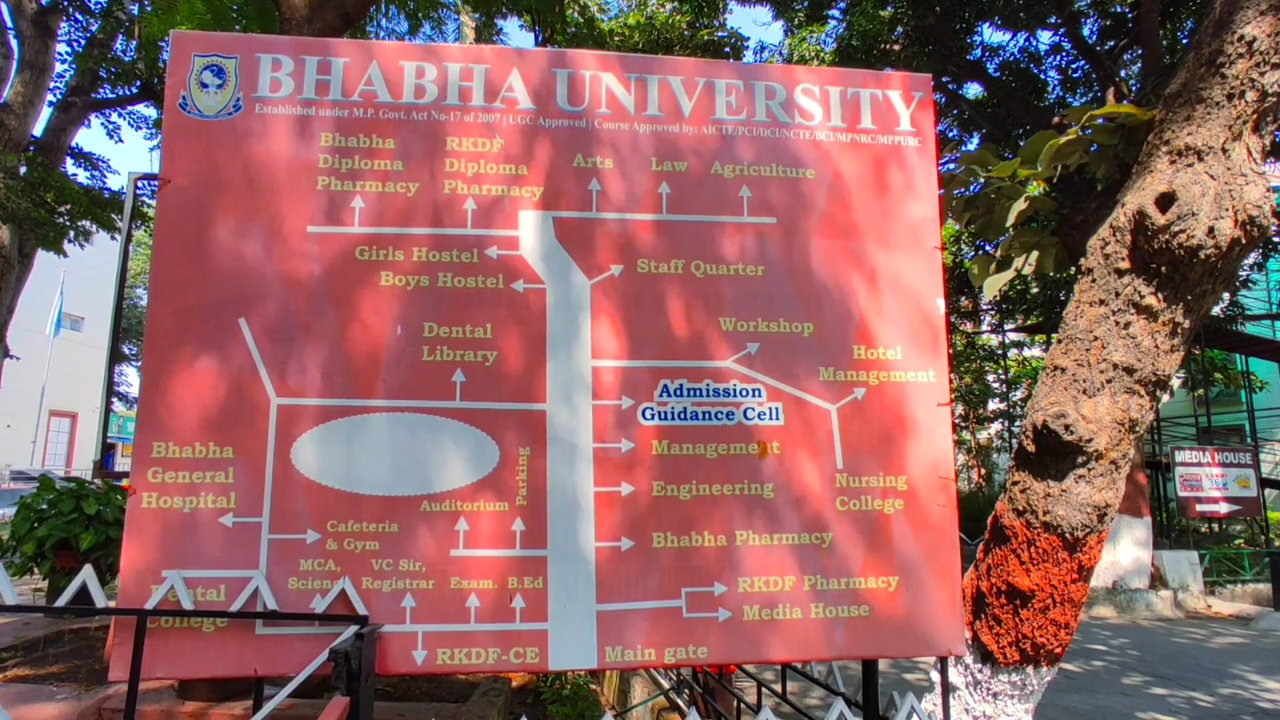 BHABHA UNIVERSITY
Established under M.P. Govt. Act No-17 of 2007 | UGC Approved | Course Approved by: AICTE/PCI/DCI/NCTE/BCI/MPNRC/MPPURC
Bhabha
Diploma
Pharmacy
RKDF
Diploma
Pharmacy
Arts
Law
Agriculture
Girls Hostel
Boys Hostel
Staff Quarter
Dental
Library
Workshop
Hotel
Management
Admission
Guidance Cell
Management
Bhabha
General
Hospital
Parking
Auditorium
Engineering
Nursing
College
Cafeteria
& Gym
Bhabha Pharmacy
MCA,
Science
VC Sir,
Registrar
Exam.
B.Ed
RKDF Pharmacy
Media House
Dental
College
RKDF-CE
Main gate
MEDIA HOUSE